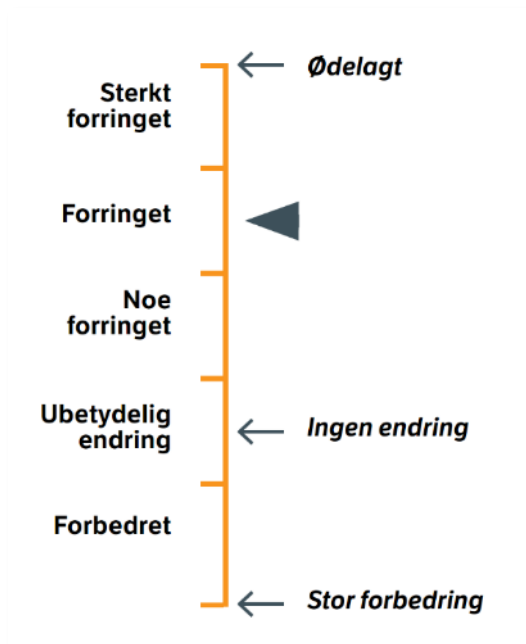 Ødelagt
Sterkt
forringet
Forringet
Noe
forringet
Ubetydelig
endring
Ingen endring
Forbedret
Stor forbedring